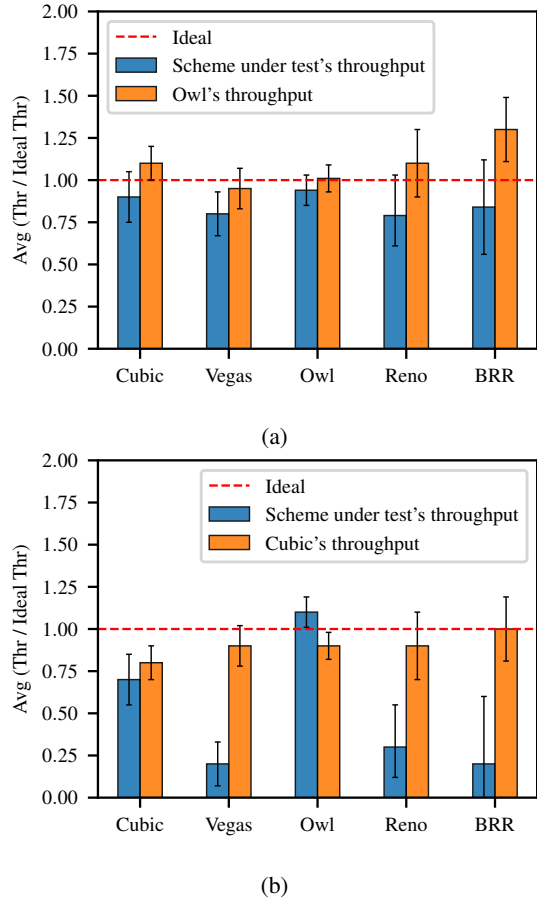 2.00
1.75
1.50
1.25
1.00
0.75
0.50
0.25
0.00
Avg (Thr / Ideal Thr)
Ideal
Scheme under test's throughput
Owl's throughput
Cubic Vegas Owl Reno BRR
(a)
2.00
1.75
1.50
1.25
1.00
0.75
0.50
0.25
0.00
Avg (Thr / Ideal Thr)
Ideal
Scheme under test's throughput
Cubic's throughput
Cubic Vegas Owl Reno BRR
(b)